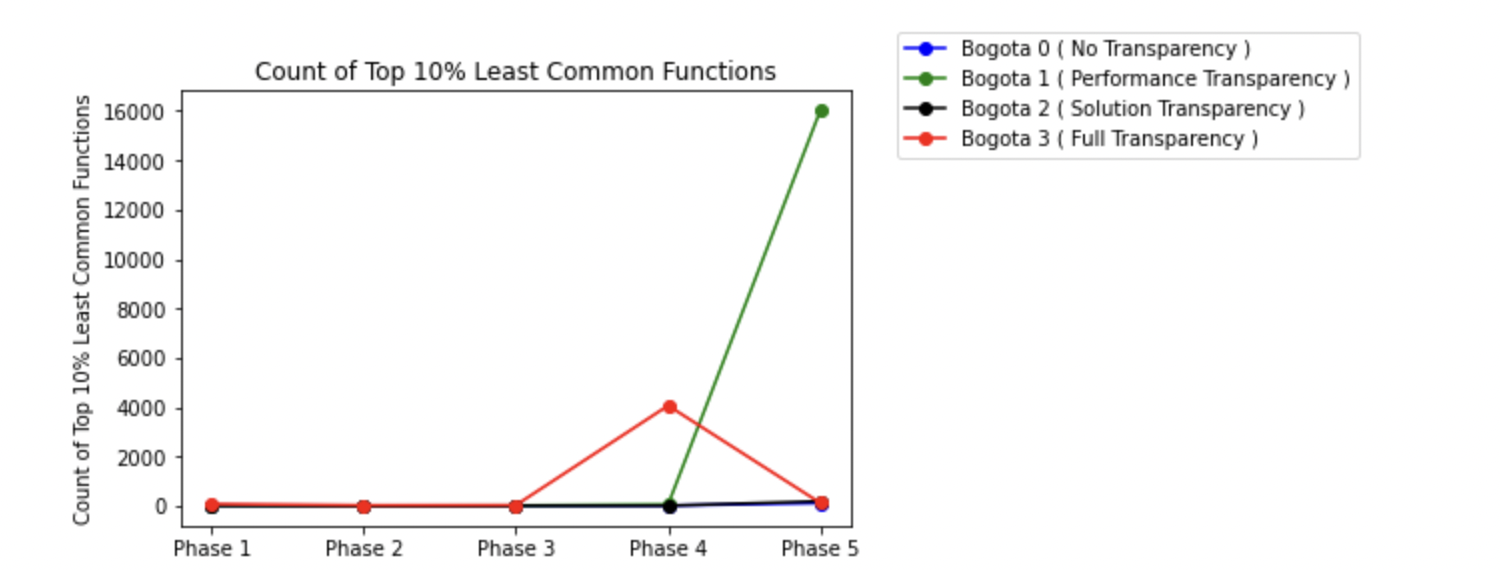 Count of Top 10% Least Common Functions
Count of Top 10% Least Common Functions
16000
14000
12000
10000
8000
6000
4000
2000
0
Phase 1 Phase 2 Phase 3 Phase 4 Phase 5
Bogota 0 ( No Transparency )
Bogota 1 ( Performance Transparency )
Bogota 2 ( Solution Transparency )
Bogota 3 ( Full Transparency )